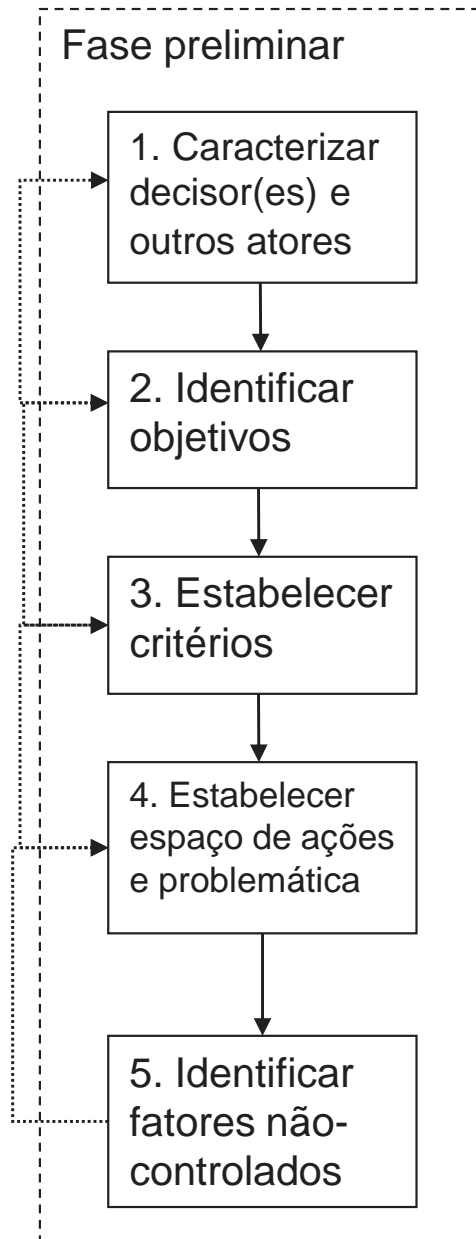 Fase preliminar
1. Caracterizar
decisor(es) e
outros atores
2. Identificar
objetivos
3. Estabelecer
critérios
4. Estabelecer
espaço de ações
e problemática
5. Identificar
fatores não-
controlados